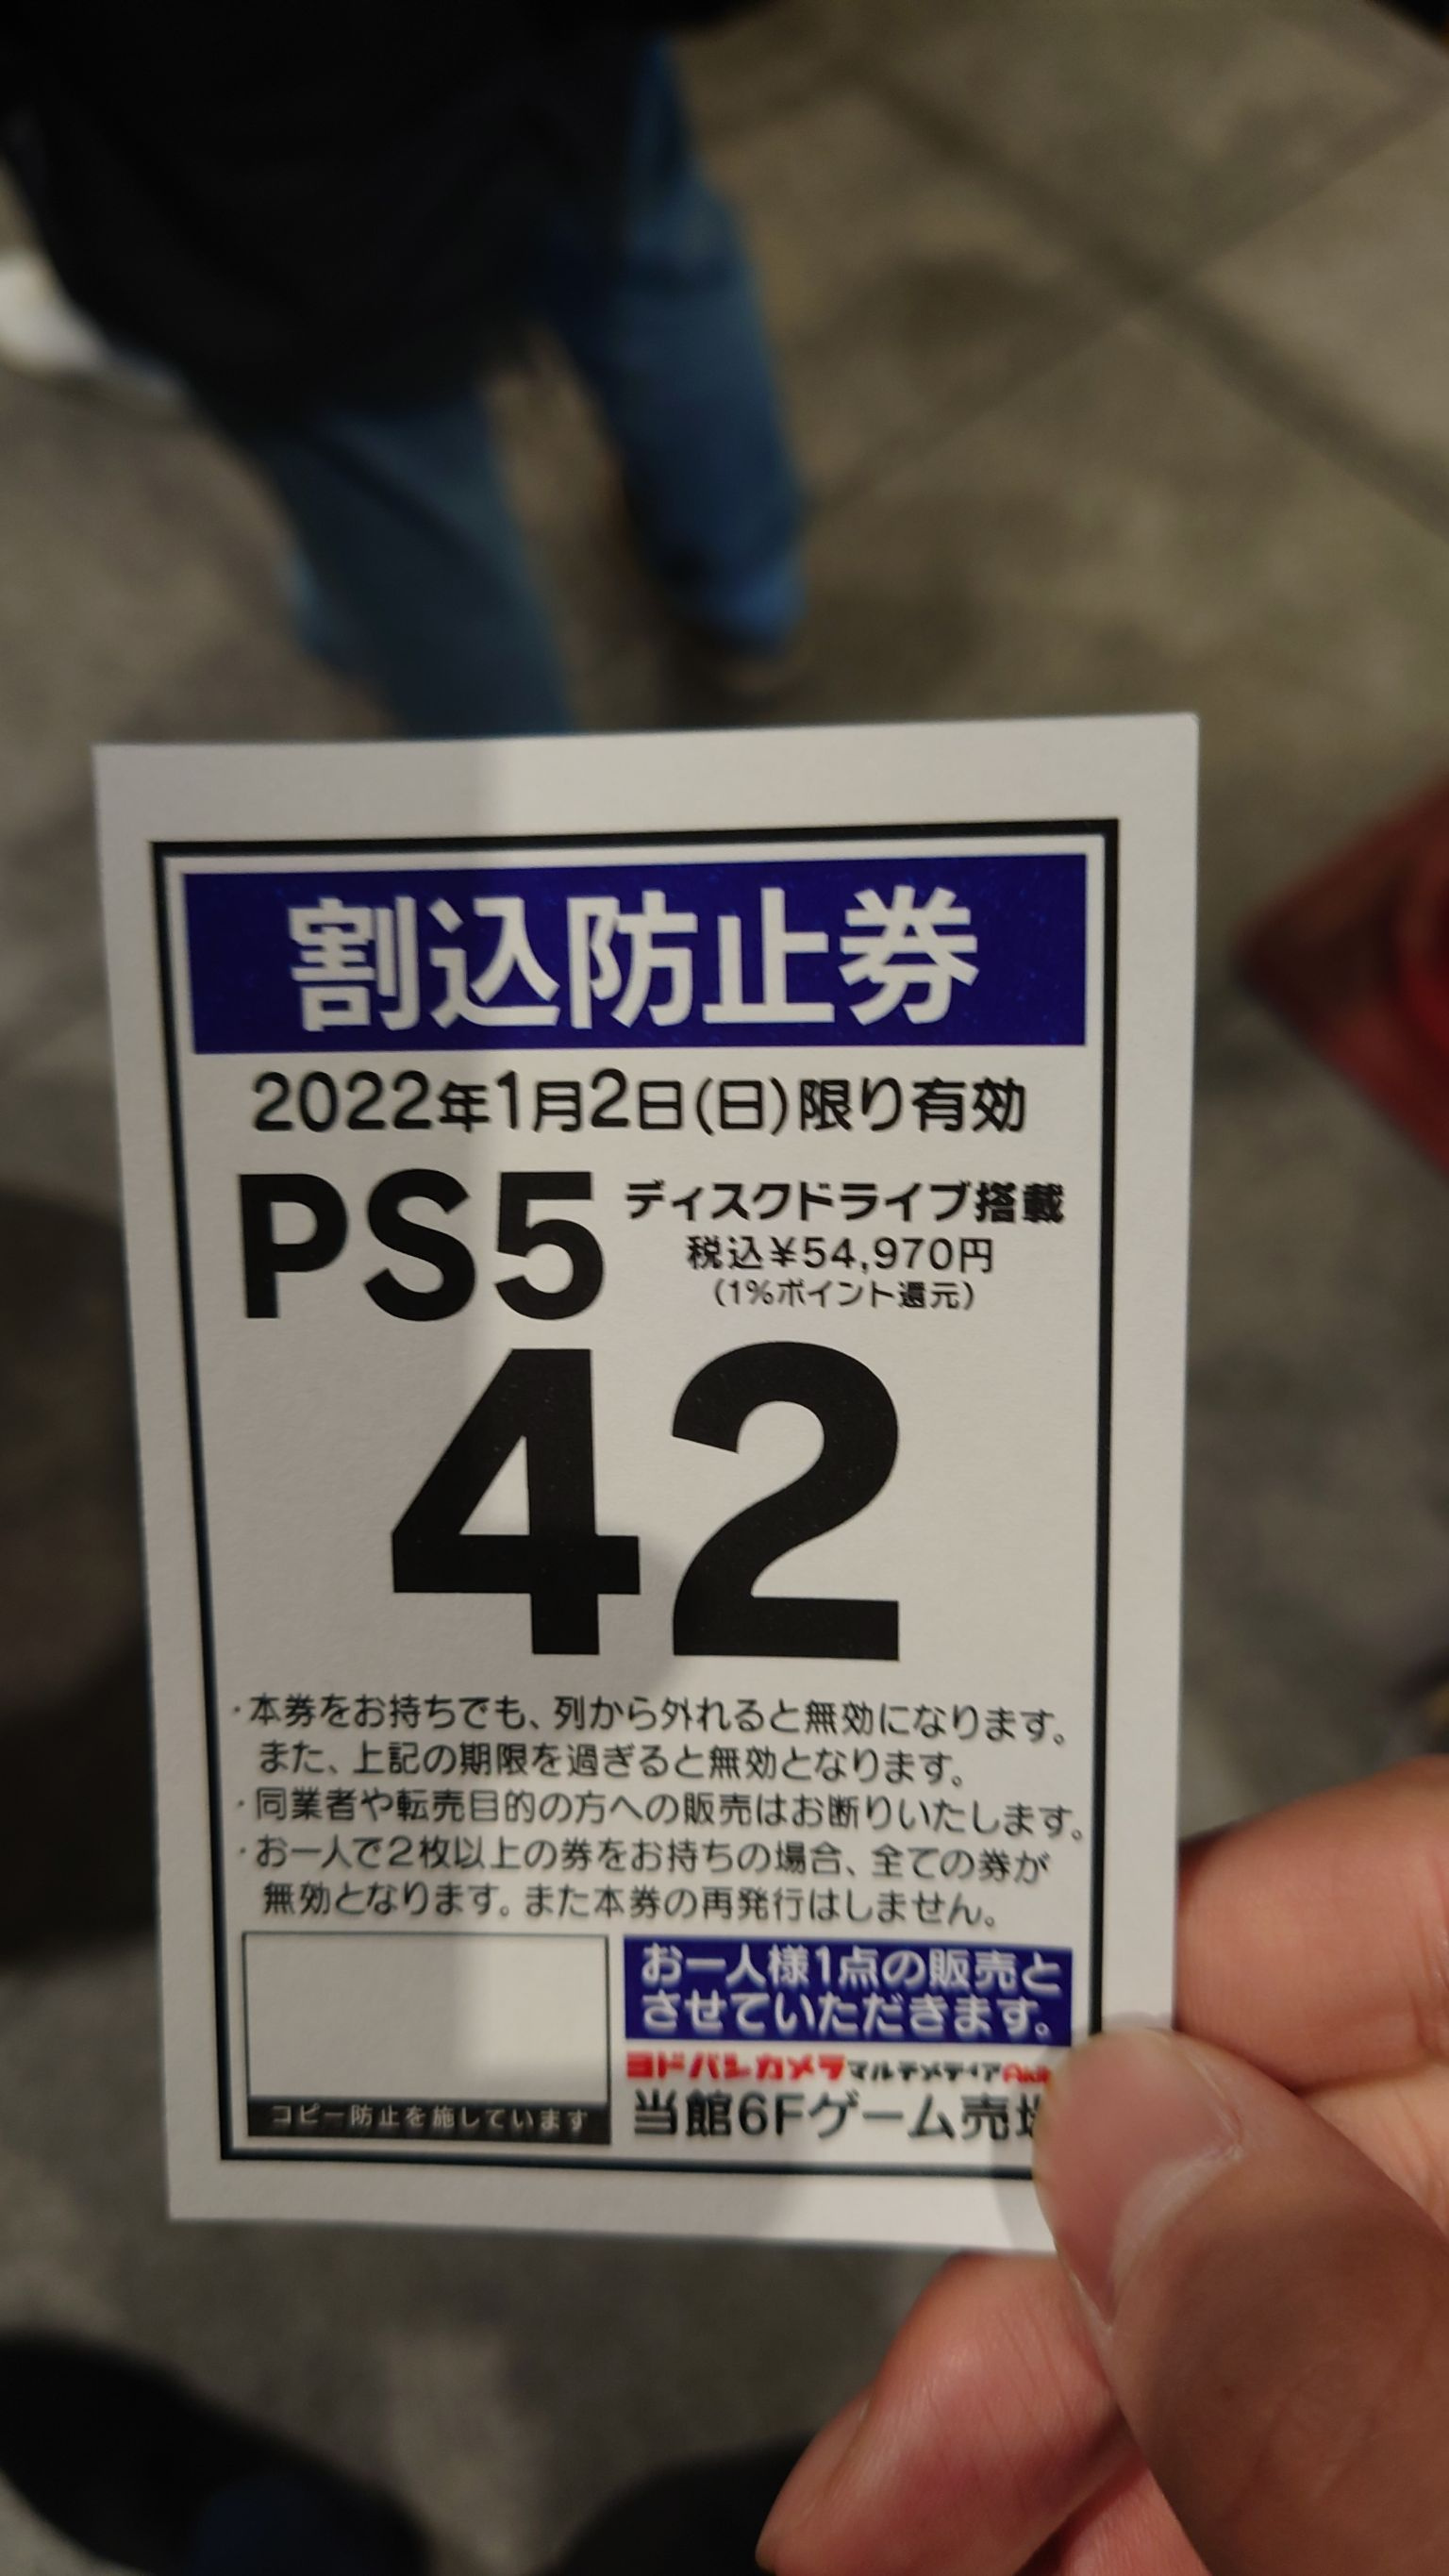 割込防止券
2022年1月2日(日)限り有効
PS5
ディスクドライブ搭載
税込¥54,970円
(1%ポイント還元)
42
・本券をお持ちでも、列から外れると無効になります。
また、上記の期限を過ぎると無効となります。
・同業者や転売目的の方への販売はお断りいたします。
・お一人で2枚以上の券をお持ちの場合、全ての券が
無効となります。また本券の再発行はしません。
コピー防止を施しています
お一人様1点の販売と
させていただきます。
ヨドバシカメラマルチメディア
当館6Fゲーム売場